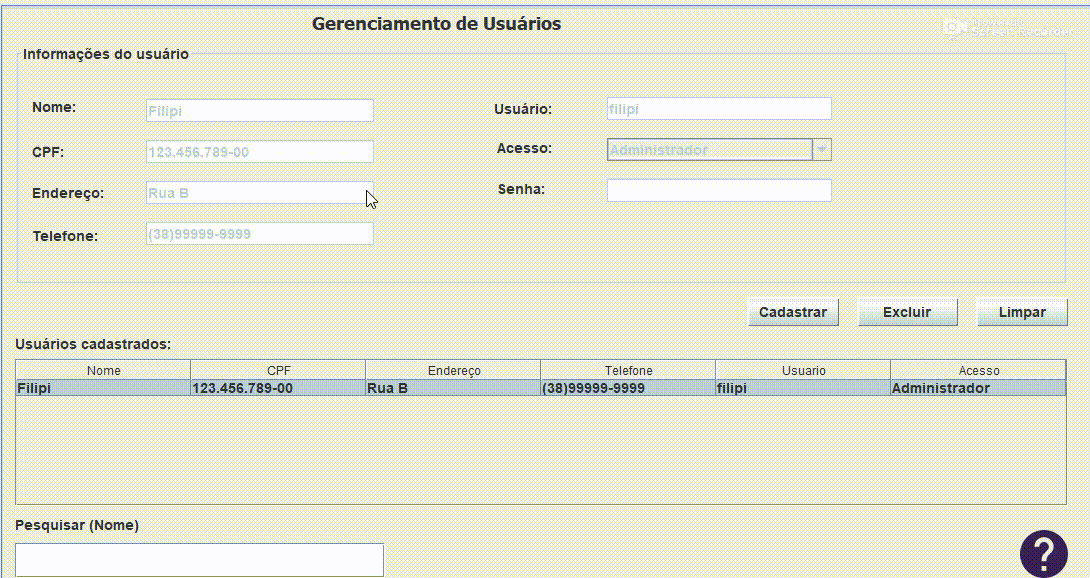 Gerenciamento de Usuários
Screen Recorder
Informações do usuário
Nome: Filipi
Usuário: filipi
CPF: 123.456.789-00
Acesso: Administrador
Endereço: Rua B
Senha:
Telefone: (38)99999-9999
Cadastrar Excluir Limpar
Usuários cadastrados:
Nome CPF Endereço Telefone Usuario Acesso
Filipi 123.456.789-00 Rua B (38)99999-9999 filipi Administrador
Pesquisar (Nome)
?